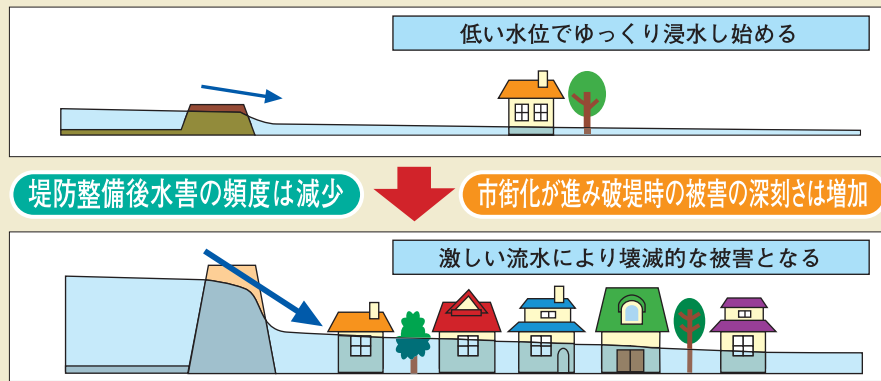 低い水位でゆっくり浸水し始める
堤防整備後水害の頻度は減少
市街化が進み破堤時の被害の深刻さは増加
激しい流水により壊滅的な被害となる